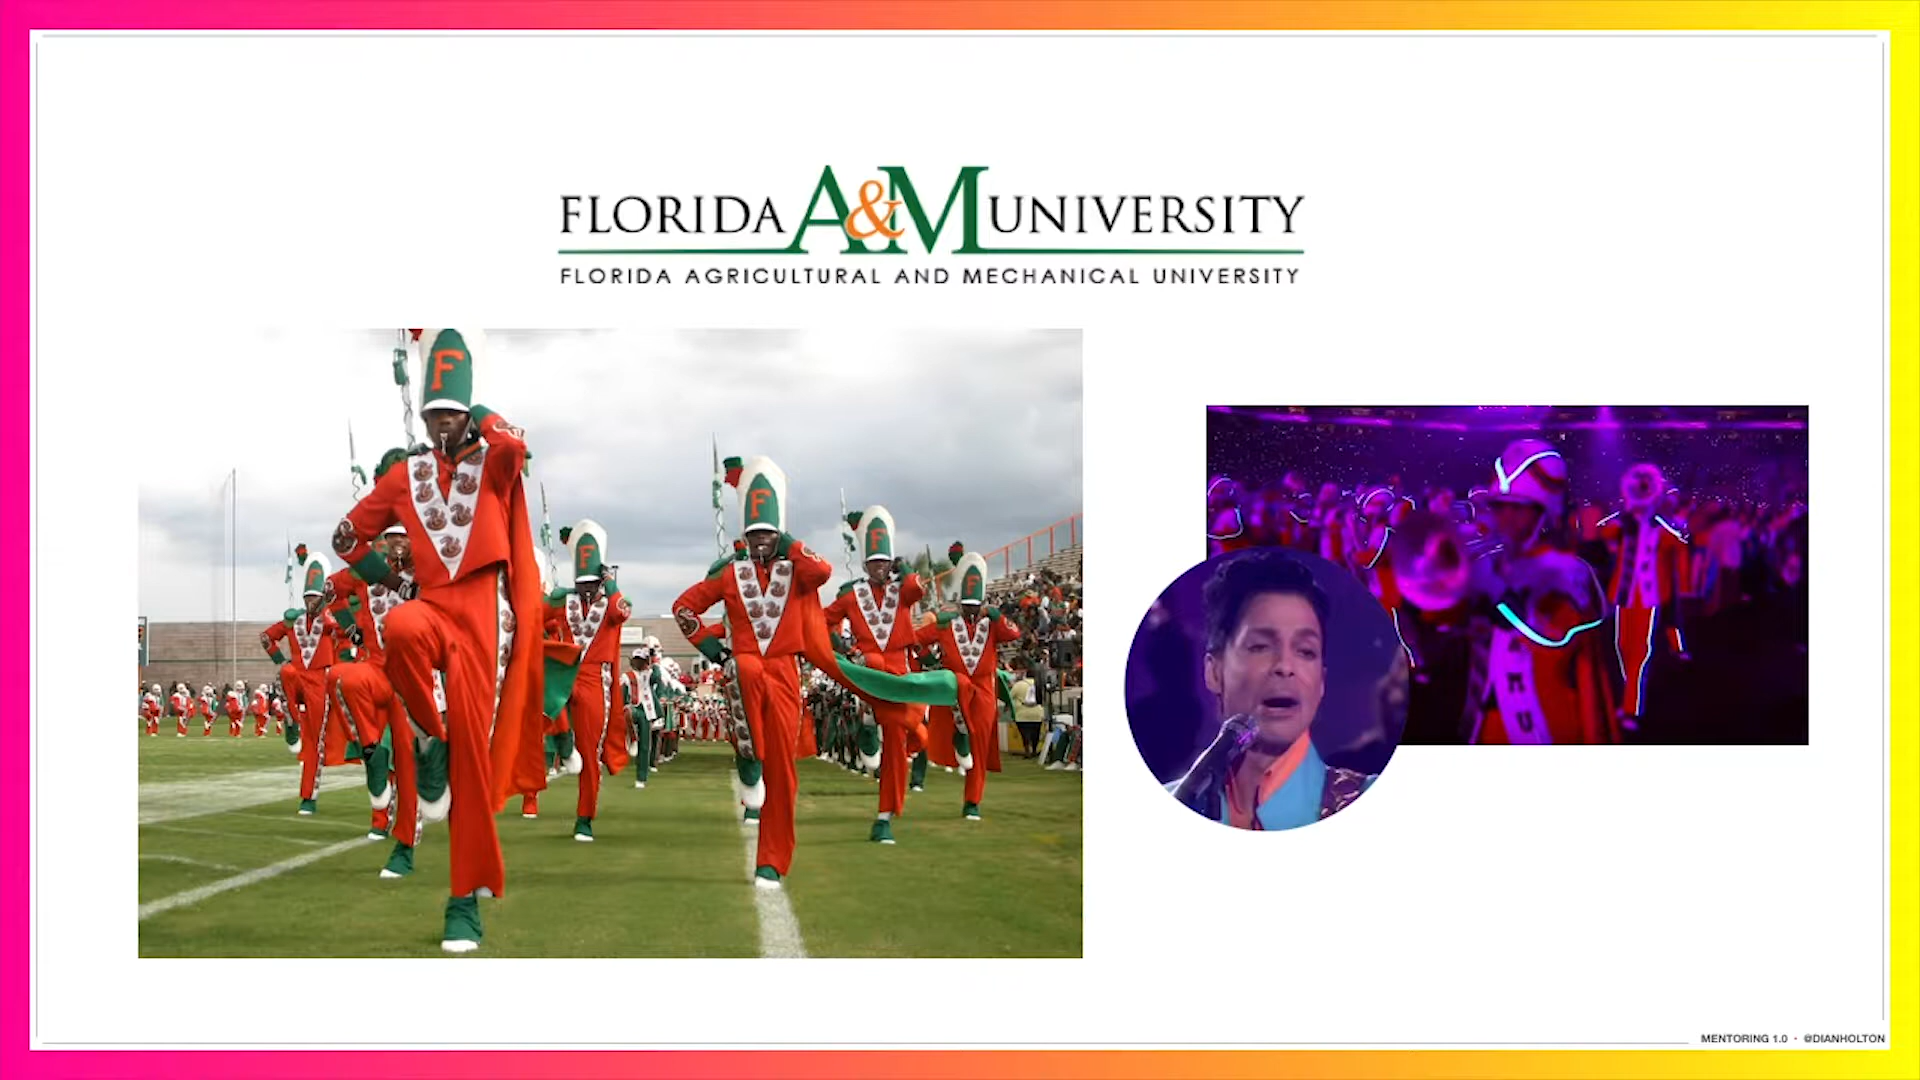 FLORIDA A&M UNIVERSITY
FLORIDA AGRICULTURAL AND MECHANICAL UNIVERSITY
F
F
F
F
F
F
MENTORING 1.0 • @DIANHOLTON